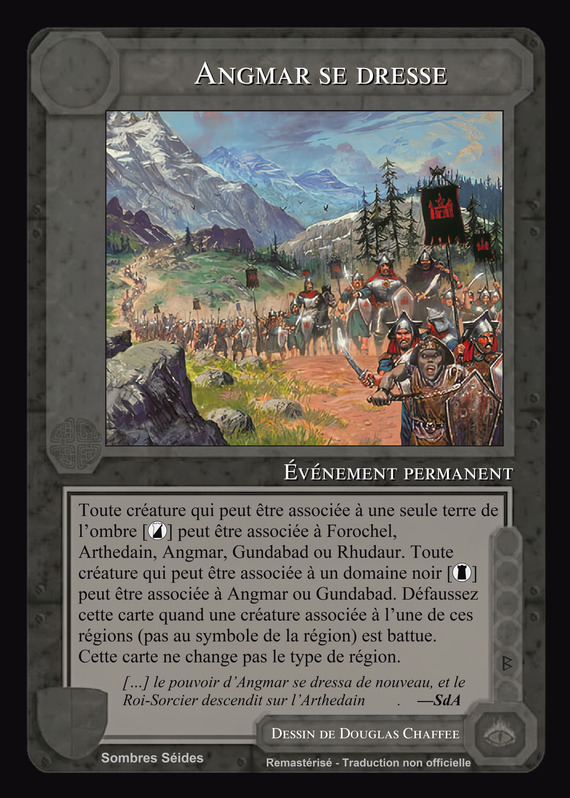 Angmar se dresse
Événement permanent
Toute créature qui peut être associée à une seule terre de
l'ombre [] peut être associée à Forochel,
Arthedain, Angmar, Gundabad ou Rhudaur. Toute
créature qui peut être associée à un domaine noir []
peut être associée à Angmar ou Gundabad. Défaussez
cette carte quand une créature associée à l'une de ces
régions (pas au symbole de la région) est battue.
Cette carte ne change pas le type de région.
[…] le pouvoir d'Angmar se dressa de nouveau, et le
Roi-Sorcier descendit sur l'Arthedain . —SdA
Dessin de Douglas Chaffee
Sombres Séides
Remastérisé - Traduction non officielle